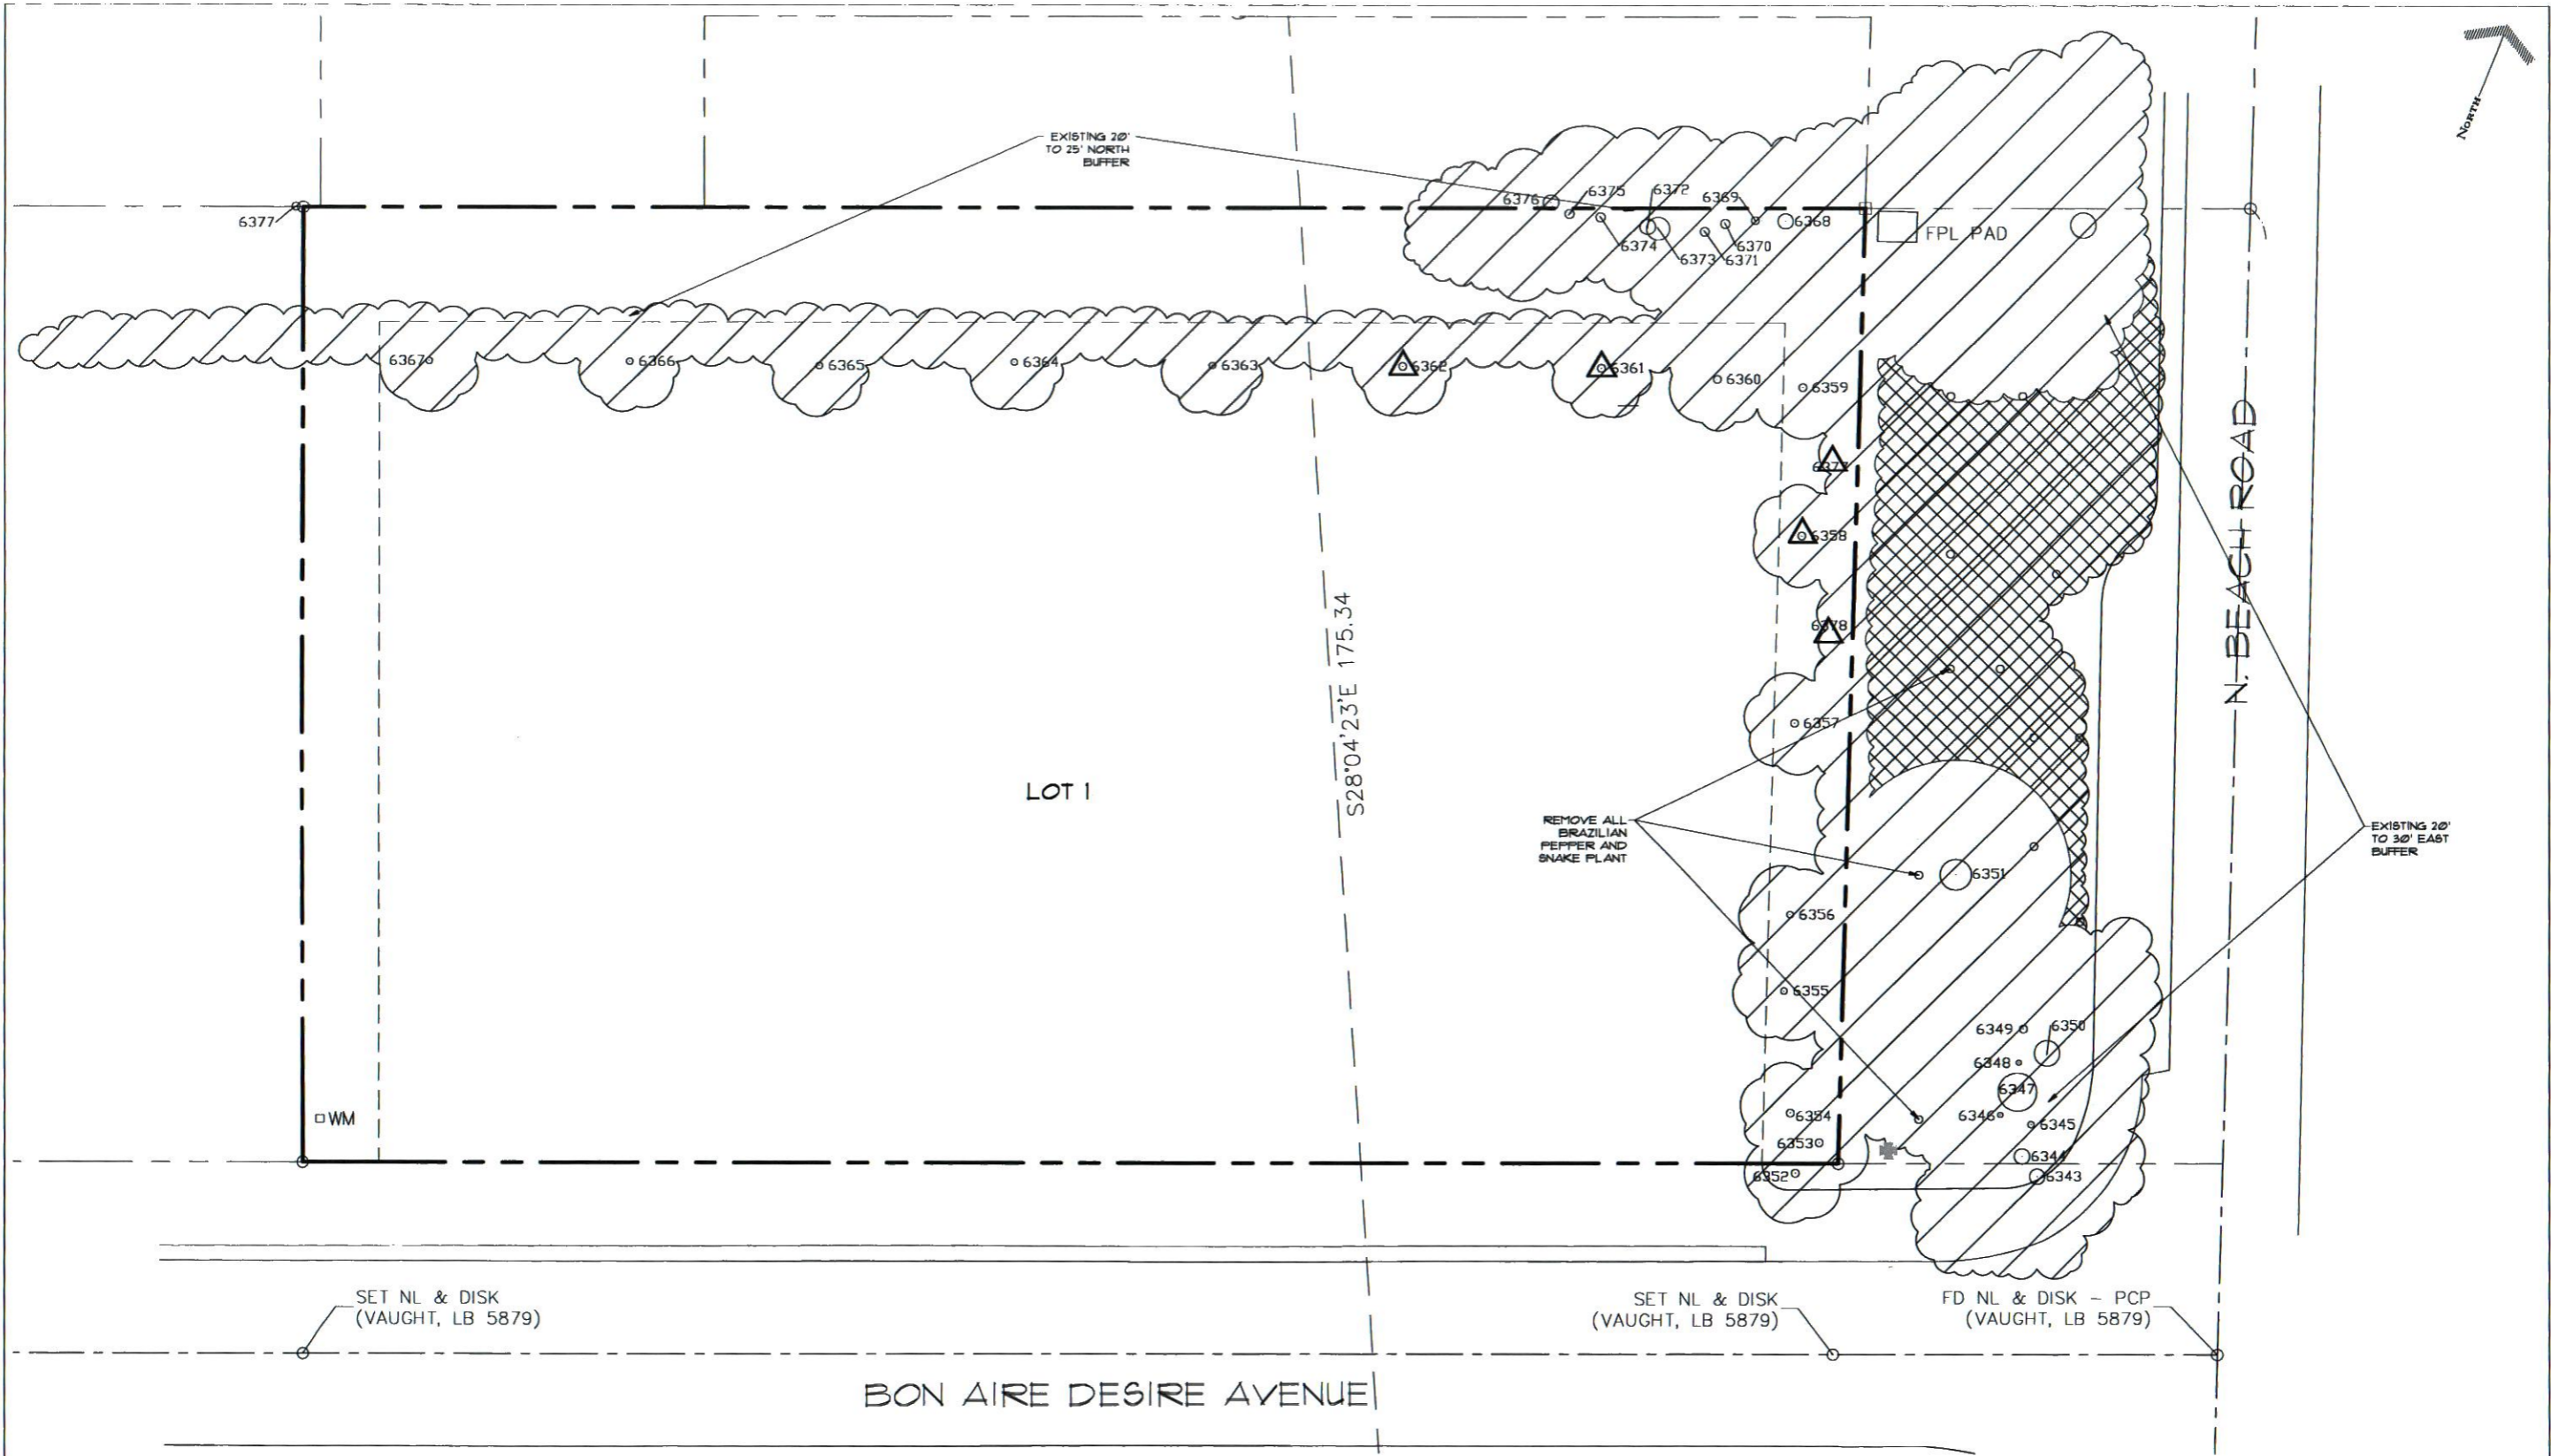 NORTH
EXISTING 20'
TO 25' NORTH
BUFFER
6376
6375
6372
6369
6368
6374
6373
6371
6370
FPL PAD
6377
6367
6366
6365
6364
6363
6362
6361
6360
6359
6377
6358
6378
6357
N. BEACH ROAD
S28°04'23'E 175.34
LOT 1
REMOVE ALL
BRAZILIAN
PEPPER AND
SNAKE PLANT
EXISTING 20'
TO 30' EAST
BUFFER
6351
6356
6355
6349
6350
6348
6347
6346
6345
6354
6353
6344
6343
6352
WM
SET NL & DISK
(VAUGHT, LB 5879)
SET NL & DISK
(VAUGHT, LB 5879)
FD NL & DISK - PCP
(VAUGHT, LB 5879)
BON AIRE DESIRE AVENUE